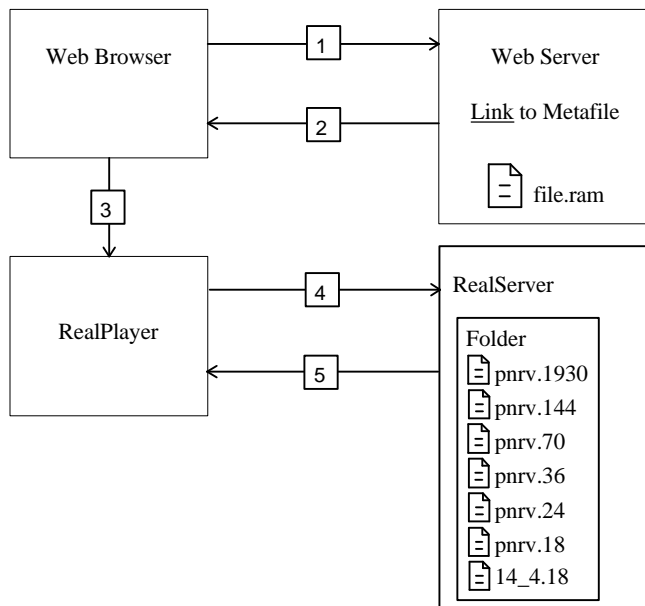 Web Browser
1
Web Server
2
Link to Metafile
file.ram
3
RealPlayer
4
RealServer
5
Folder
pnrv.1930
pnrv.144
pnrv.70
pnrv.36
pnrv.24
pnrv.18
14_4.18